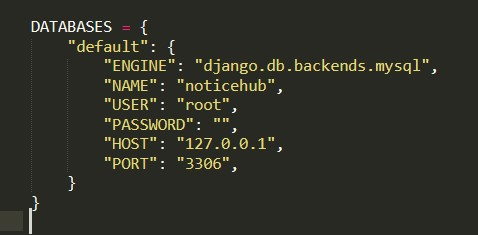 DATABASES = {
    "default": {
        "ENGINE": "django.db.backends.mysql",
        "NAME": "noticehub",
        "USER": "root",
        "PASSWORD": "",
        "HOST": "127.0.0.1",
        "PORT": "3306",
    }
}